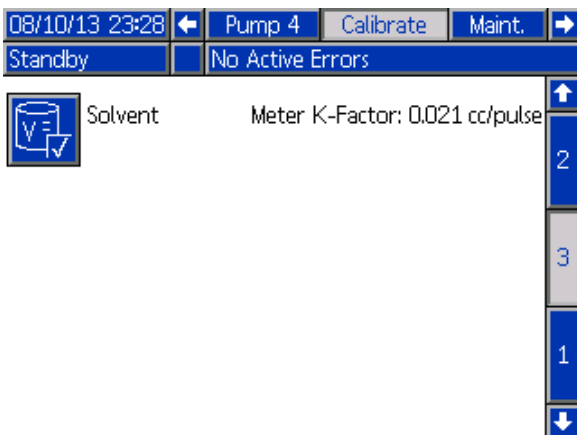 08/10/13 23:28 Pump 4 Calibrate Maint.
Standby No Active Errors
Solvent Meter K-Factor: 0.021 cc/pulse
2
3
1